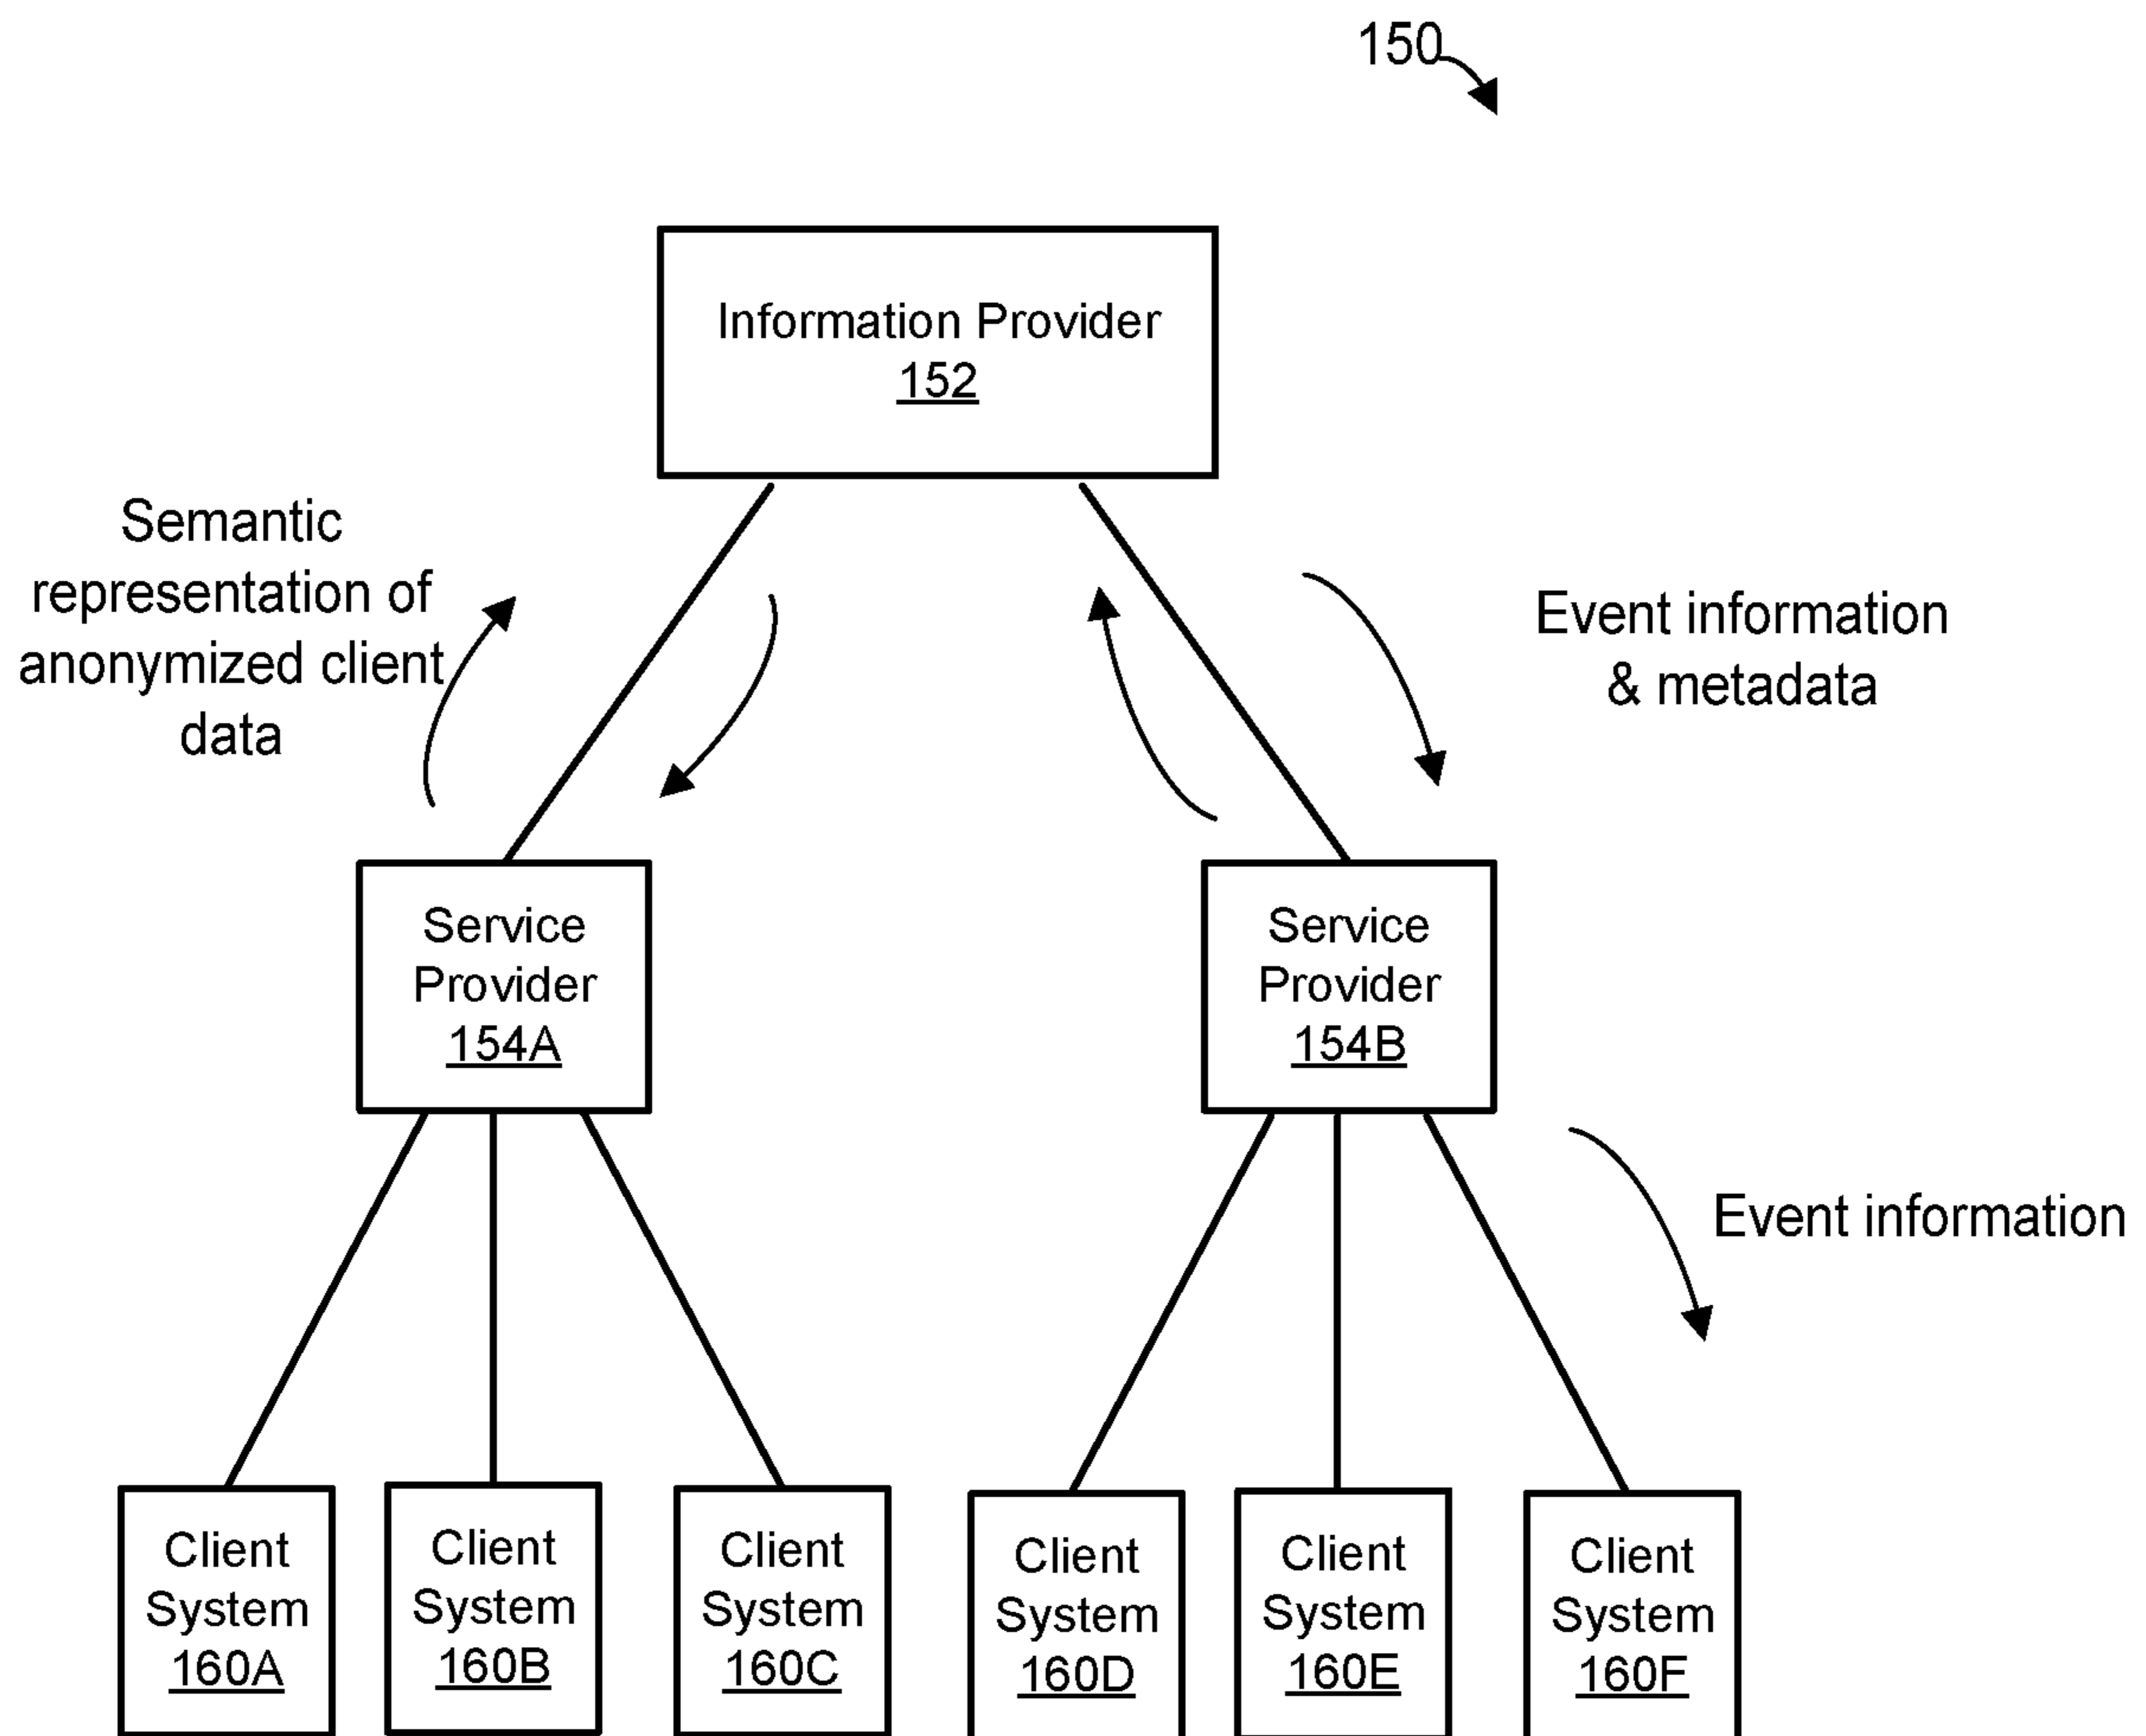 150
Information Provider
152
Semantic
representation of
anonymized client
data
Event information
& metadata
Service
Provider
154A
Service
Provider
154B
Event information
Client
System
160A
Client
System
160B
Client
System
160C
Client
System
160D
Client
System
160E
Client
System
160F